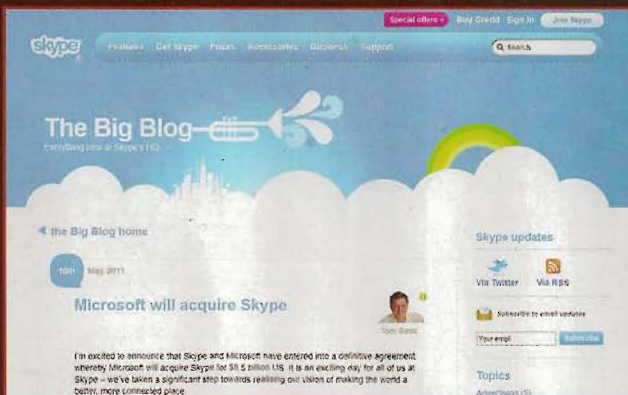 Special offers
Buy Credit Sign In Join Skype
skype
Features Get Skype Prices Accessories Business Support
Search
The Big Blog
Everything new at Skype's HQ
the Big Blog home
10th May 2011
Microsoft will acquire Skype
Tony Bates
I'm excited to announce that Skype and Microsoft have entered into a definitive agreement
whereby Microsoft will acquire Skype for $8.5 billion US. It is an exciting day for all of us at
Skype – we've taken a significant step towards realising our vision of making the world a
better, more connected place
Skype updates
Via Twitter Via RSS
Subscribe to email updates
Your email Subscribe
Topics
Advertising (5)